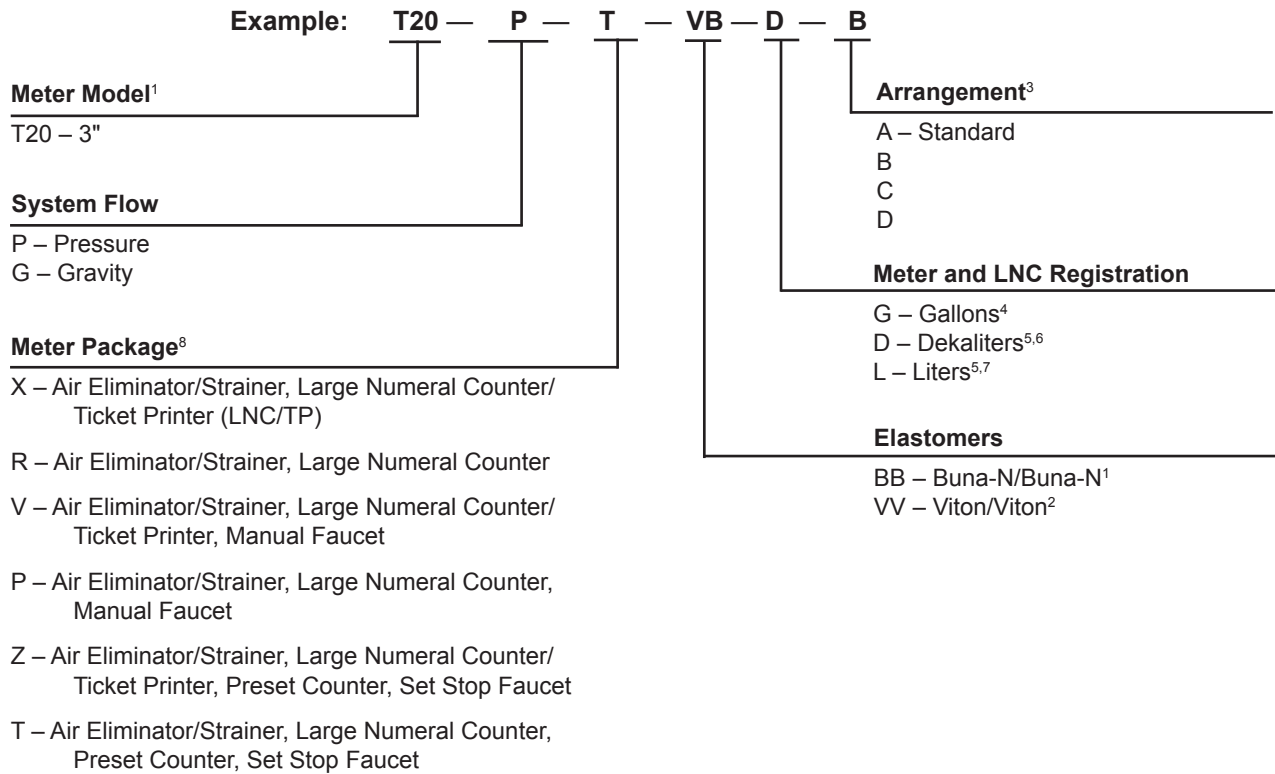 Example: T20 — P — T — VB — D — B
Meter Model¹
T20 – 3"
System Flow
P – Pressure
G – Gravity
Meter Package⁸
X – Air Eliminator/Strainer, Large Numeral Counter/
Ticket Printer (LNC/TP)
R – Air Eliminator/Strainer, Large Numeral Counter
V – Air Eliminator/Strainer, Large Numeral Counter/
Ticket Printer, Manual Faucet
P – Air Eliminator/Strainer, Large Numeral Counter,
Manual Faucet
Z – Air Eliminator/Strainer, Large Numeral Counter/
Ticket Printer, Preset Counter, Set Stop Faucet
T – Air Eliminator/Strainer, Large Numeral Counter,
Preset Counter, Set Stop Faucet
Arrangement³
A – Standard
B
C
D
Meter and LNC Registration
G – Gallons⁴
D – Dekaliters⁵,⁶
L – Liters⁵,⁷
Elastomers
BB – Buna-N/Buna-N¹
VV – Viton/Viton²